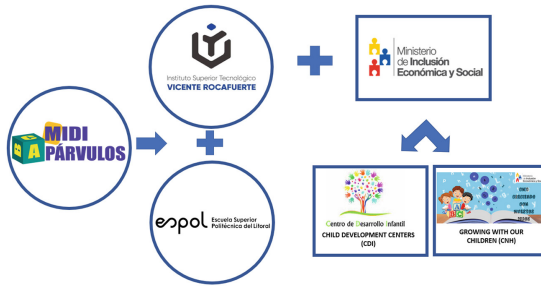 MIDI
PÁRVULOS
B
A
Instituto Superior Tecnológico
VICENTE ROCAFUERTE
espol
Escuela Superior
Politécnica del Litoral
Ministerio
de Inclusión
Económica y Social
Centro de Desarrollo Infantil
CHILD DEVELOPMENT CENTERS
(CDI)
GROWING WITH OUR
CHILDREN (CNH)